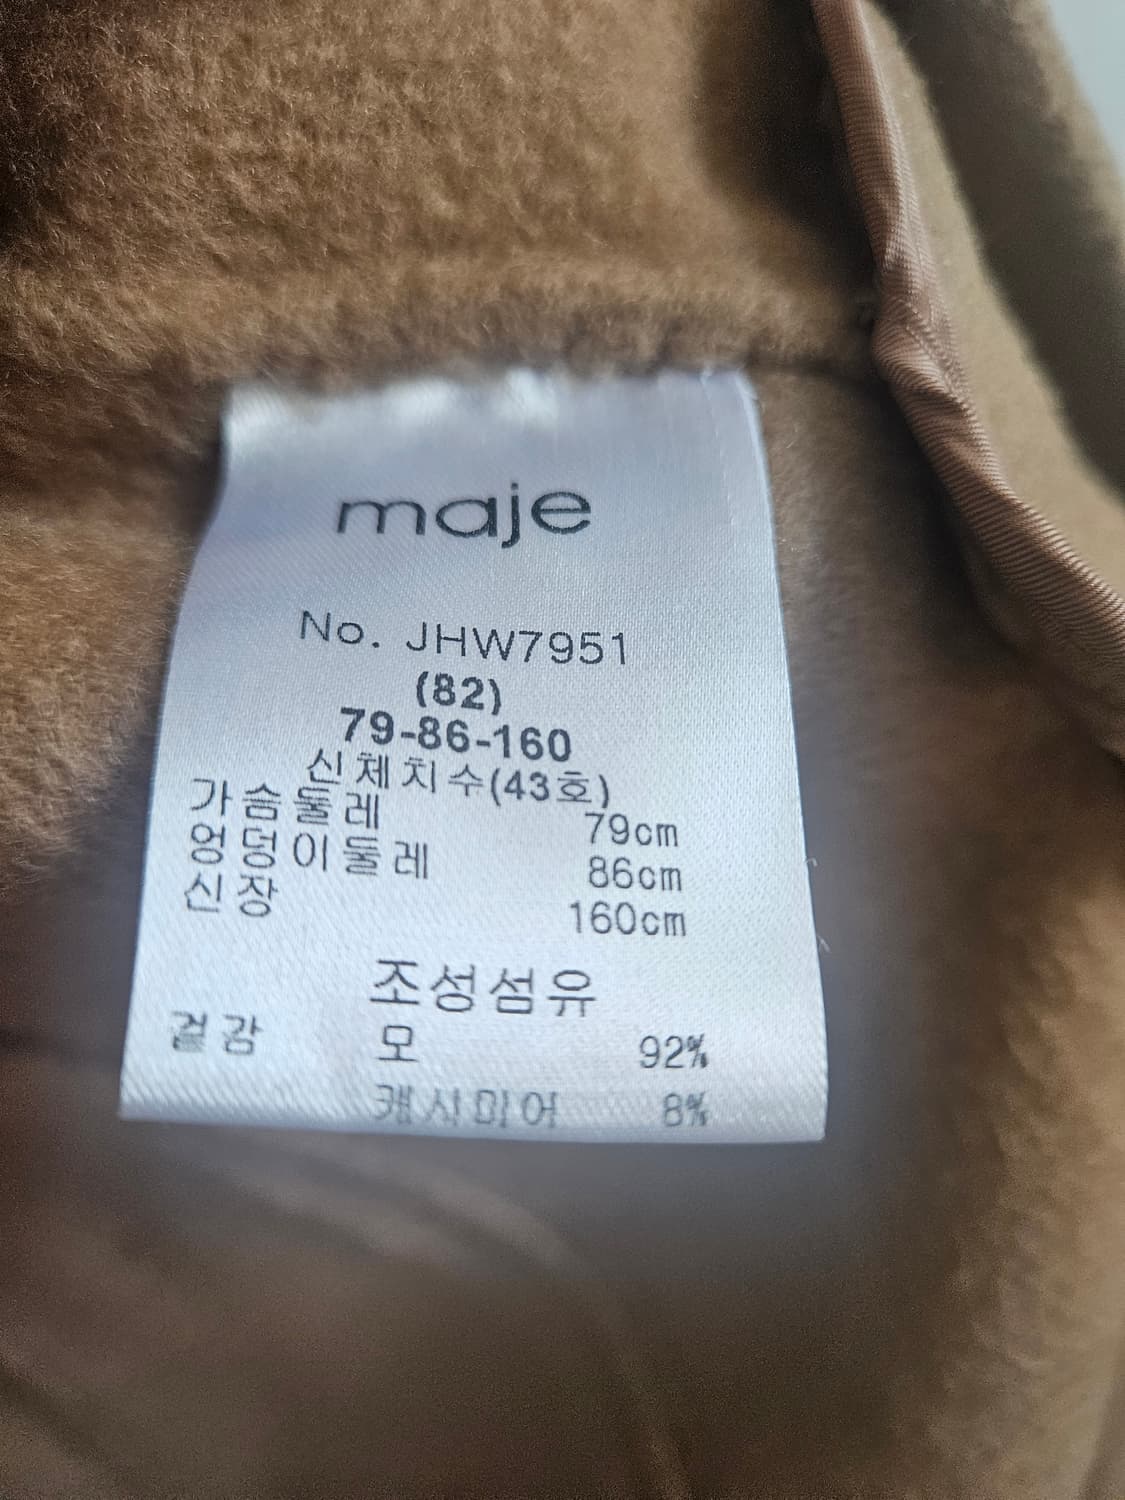 maje
No. JHW7951
(82)
79-86-160
신체치수(43호)
가슴둘레 79cm
엉덩이둘레 86cm
신장 160cm
조성섬유
겉감 모 92%
캐시미어 8%